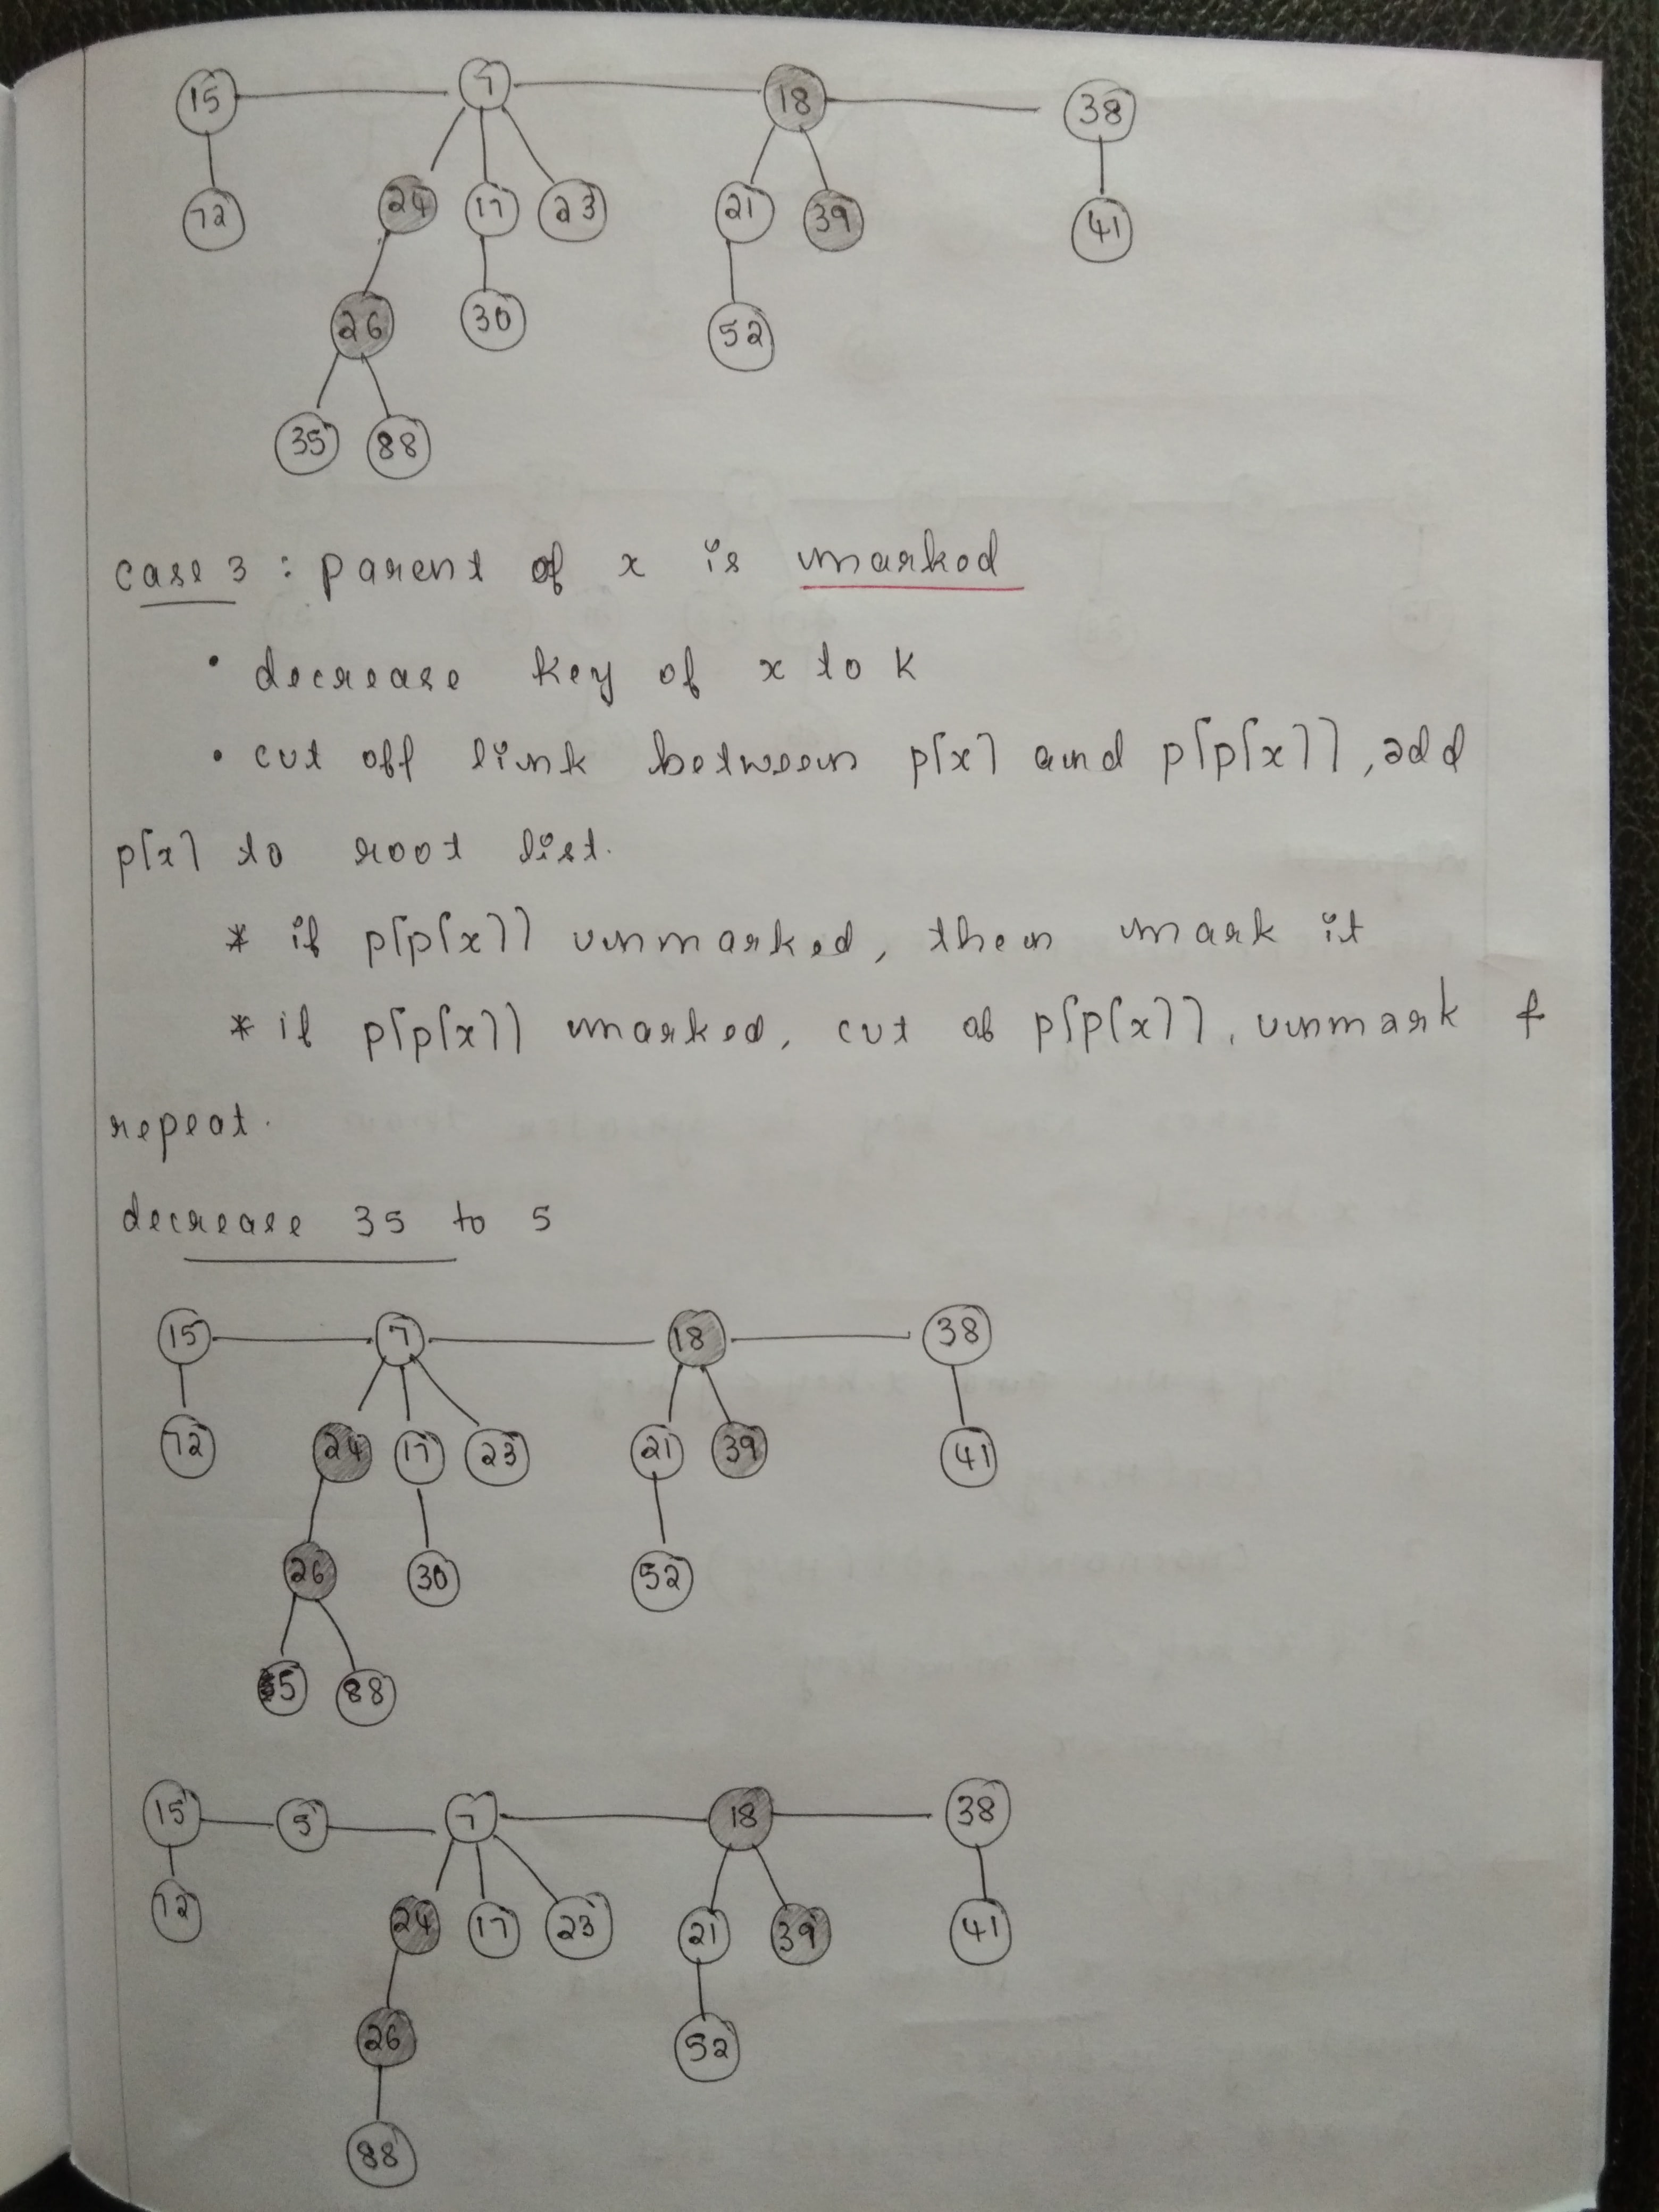 15 7 18 38
72 24 17 23 21 39 41
26 30 52
35 88
case 3 : parent of x is marked
• decrease key of x to k
• cut off link between p[x] and p[p[x]], add
p[x] to root list.
* if p[p[x]] unmarked, then mark it
* if p[p[x]] marked, cut of p[p[x]], unmark &
repeat.
decrease 35 to 5
15 7 18 38
72 24 17 23 21 39 41
26 30 52
5 88
15 5 7 18 38
72 24 17 23 21 39 41
26 52
88